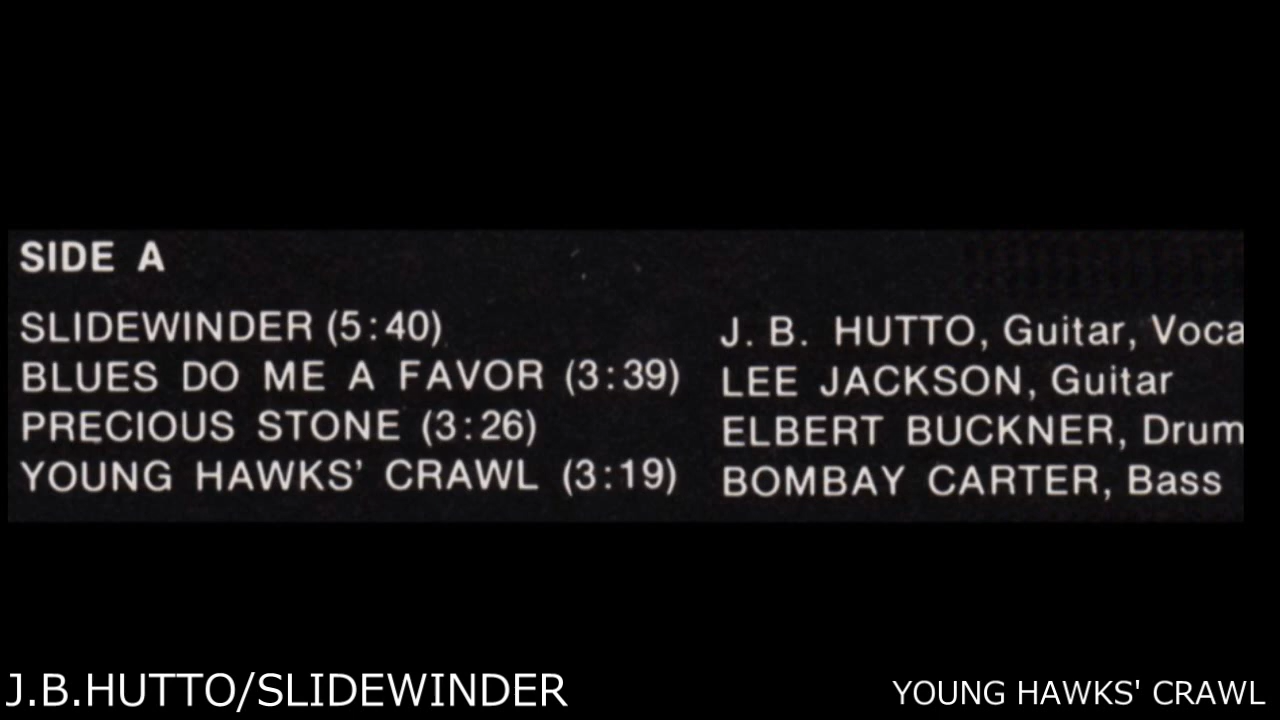 SIDE A
SLIDEWINDER (5:40)
BLUES DO ME A FAVOR (3:39)
PRECIOUS STONE (3:26)
YOUNG HAWKS' CRAWL (3:19)
J. B. HUTTO, Guitar, Voca
LEE JACKSON, Guitar
ELBERT BUCKNER, Drum
BOMBAY CARTER, Bass
J.B.HUTTO/SLIDEWINDER
YOUNG HAWKS' CRAWL